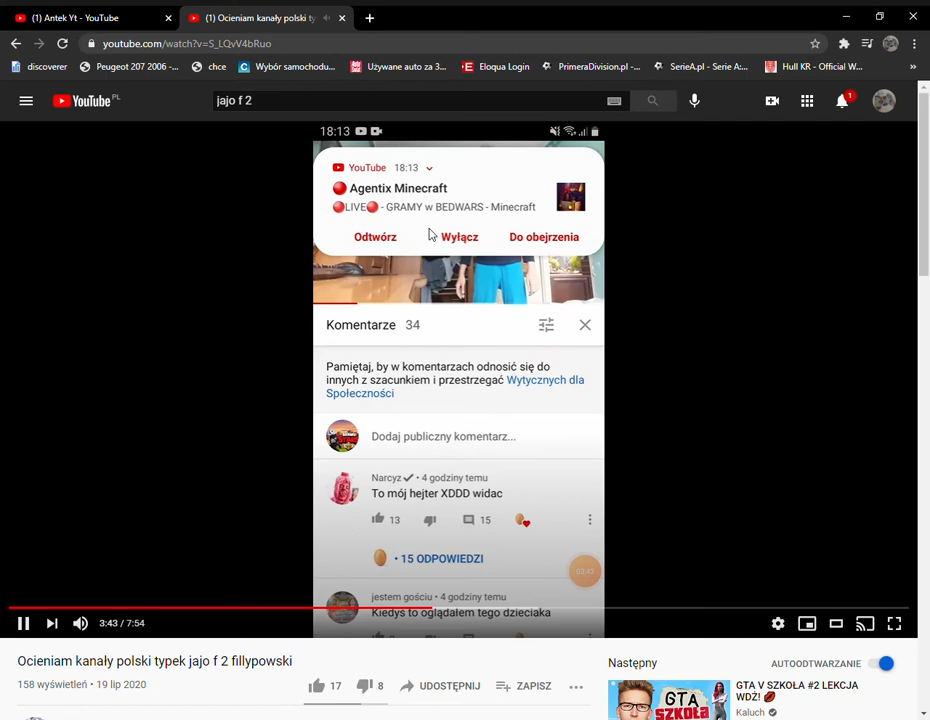 (1) Antek Yt - YouTube
(1) Ocieniam kanały polski ty
youtube.com/watch?v=S_LQvV4bRuo
discoverer
Peugeot 207 2006 -...
chce
Wybór samochodu...
Używane auto za 3...
Eloqua Login
PrimeraDivision.pl -...
SerieA.pl - Serie A:...
Hull KR - Official W...
»
YouTube PL
jajo f 2
1
18:13
YouTube 18:13
Agentix Minecraft
LIVE - GRAMY w BEDWARS - Minecraft
Odtwórz
Wyłącz
Do obejrzenia
Komentarze 34
Pamiętaj, by w komentarzach odnosić się do
innych z szacunkiem i przestrzegać Wytycznych dla
Społeczności
Dodaj publiczny komentarz...
Narcyz✔ • 4 godziny temu
To mój hejter XDDD widac
13
15
• 15 ODPOWIEDZI
03:43
jestem gościu • 4 godziny temu
Kiedyś to oglądałem tego dzieciaka
3:43 / 7:54
Ocieniam kanały polski typek jajo f 2 fillypowski
158 wyświetleń • 19 lip 2020
17
8
UDOSTĘPNIJ
ZAPISZ
Następny
AUTOODTWARZANIE
GTA SZKOŁA
GTA V SZKOŁA #2 LEKCJA
WDŻ!
Kaluch